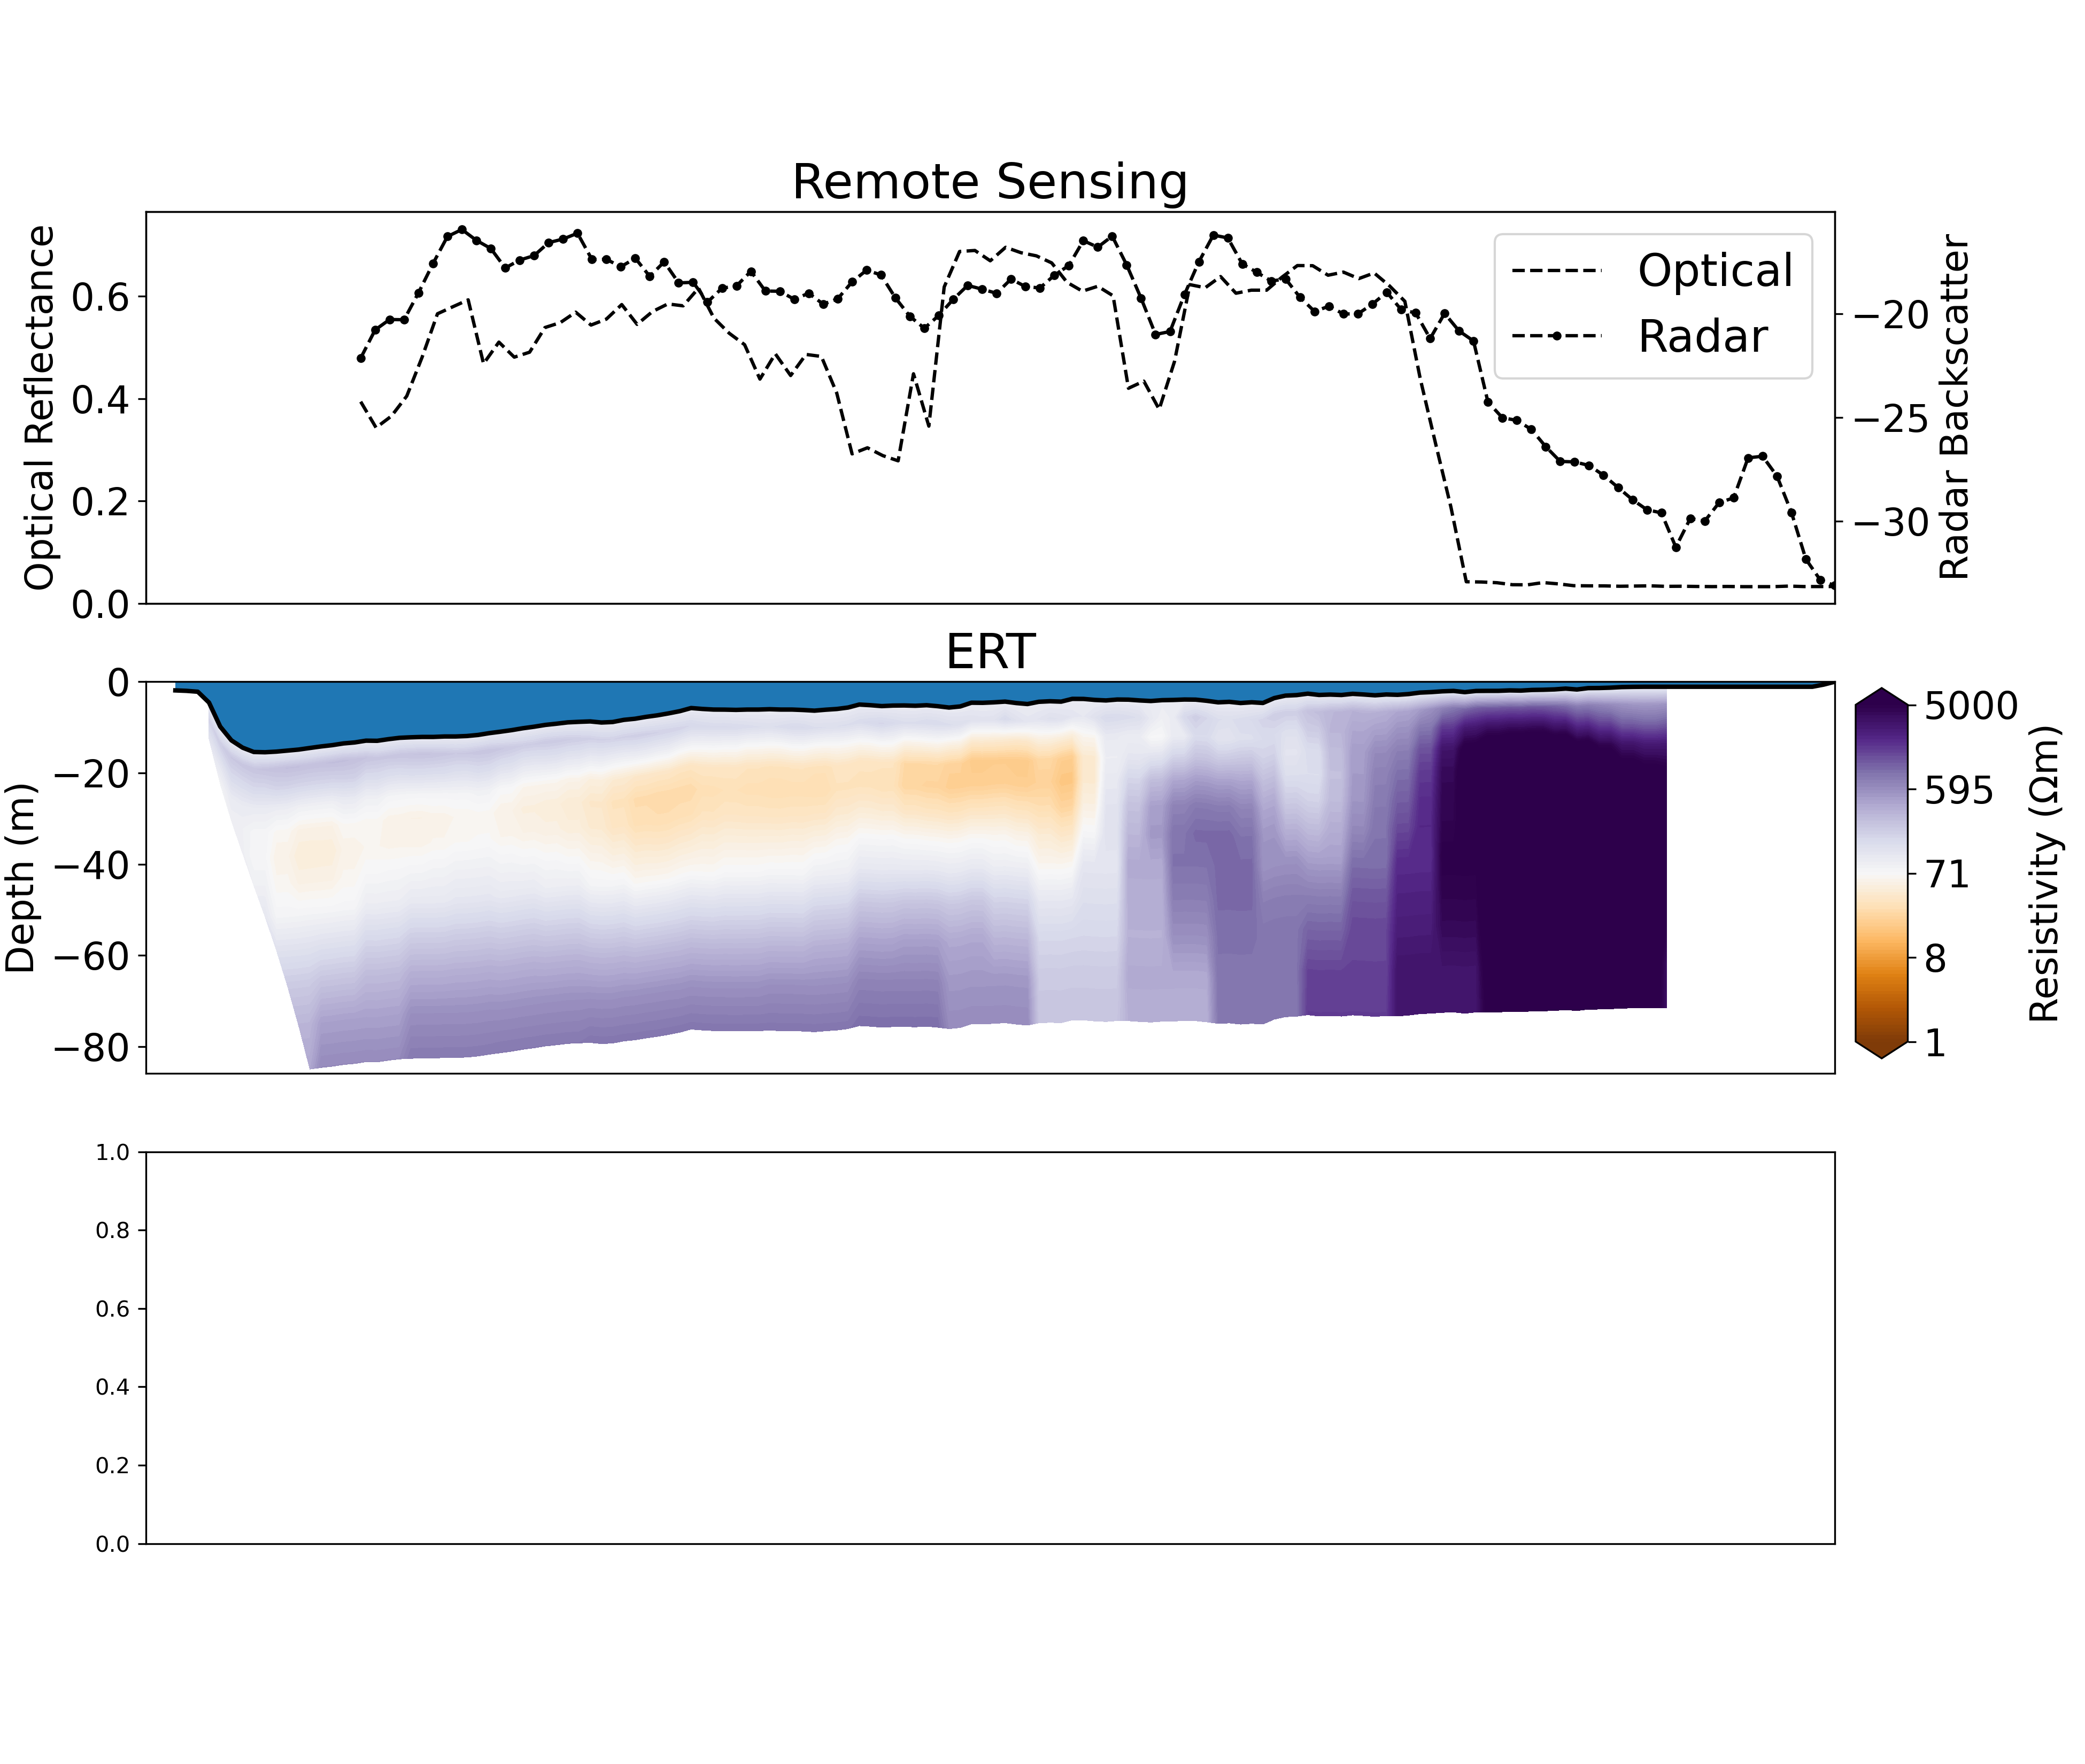 Remote Sensing
Optical Reflectance
0.6
0.4
0.2
0.0
Optical
Radar
−20
−25
−30
Radar Backscatter
ERT
Depth (m)
0
−20
−40
−60
−80
5000
595
71
8
1
Resistivity (Ωm)
1.0
0.8
0.6
0.4
0.2
0.0